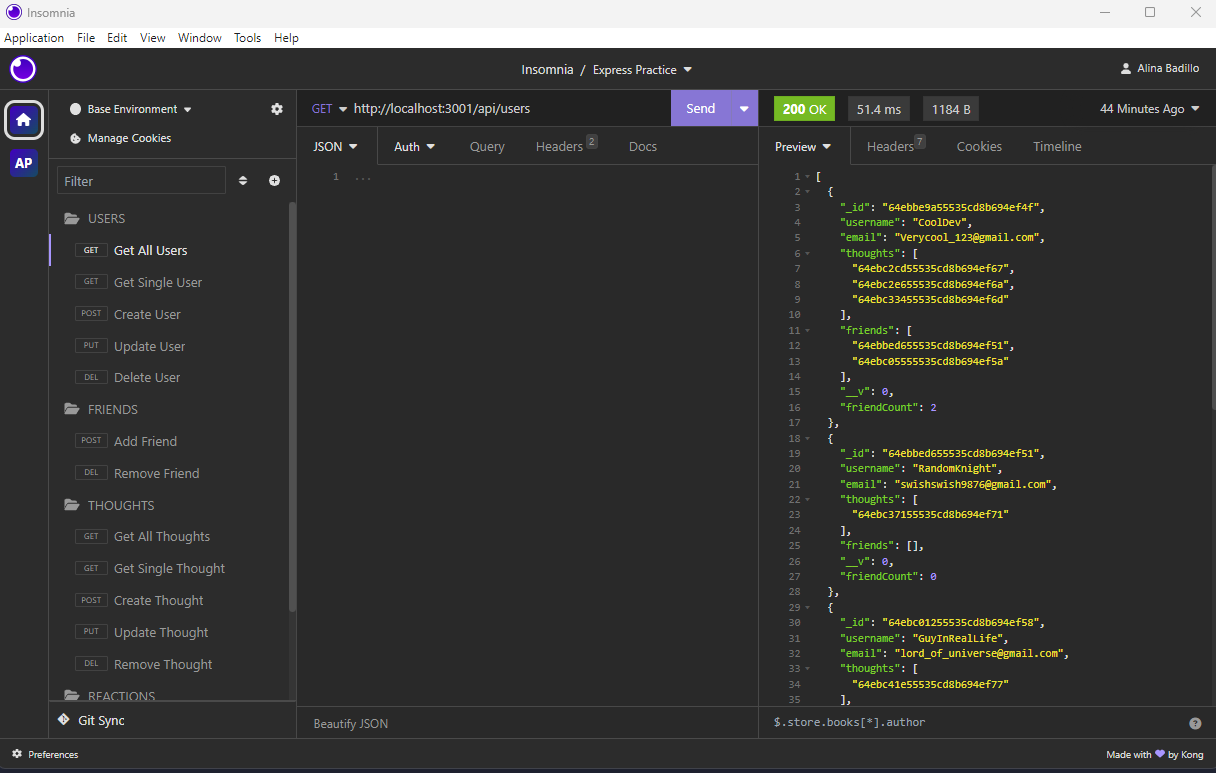 Insomnia
Application File Edit View Window Tools Help
Insomnia / Express Practice
Alina Badillo
AP
Base Environment
Manage Cookies
Filter
USERS
GET Get All Users
GET Get Single User
POST Create User
PUT Update User
DEL Delete User
FRIENDS
POST Add Friend
DEL Remove Friend
THOUGHTS
GET Get All Thoughts
GET Get Single Thought
POST Create Thought
PUT Update Thought
DEL Remove Thought
REACTIONS
Git Sync
GET http://localhost:3001/api/users Send
JSON Auth Query Headers 2 Docs
1 ...
Beautify JSON
200 OK 51.4 ms 1184 B 44 Minutes Ago
Preview Headers 7 Cookies Timeline
1 [
2 {
3 "_id": "64ebbe9a55535cd8b694ef4f",
4 "username": "CoolDev",
5 "email": "Verycool_123@gmail.com",
6 "thoughts": [
7 "64ebc2cd55535cd8b694ef67",
8 "64ebc2e655535cd8b694ef6a",
9 "64ebc33455535cd8b694ef6d"
10 ],
11 "friends": [
12 "64ebbed655535cd8b694ef51",
13 "64ebc05555535cd8b694ef5a"
14 ],
15 "__v": 0,
16 "friendCount": 2
17 },
18 {
19 "_id": "64ebbed655535cd8b694ef51",
20 "username": "RandomKnight",
21 "email": "swishswish9876@gmail.com",
22 "thoughts": [
23 "64ebc37155535cd8b694ef71"
24 ],
25 "friends": [],
26 "__v": 0,
27 "friendCount": 0
28 },
29 {
30 "_id": "64ebc01255535cd8b694ef58",
31 "username": "GuyInRealLife",
32 "email": "lord_of_universe@gmail.com",
33 "thoughts": [
34 "64ebc41e55535cd8b694ef77"
35 ],
$.store.books[*].author
Preferences
Made with by Kong